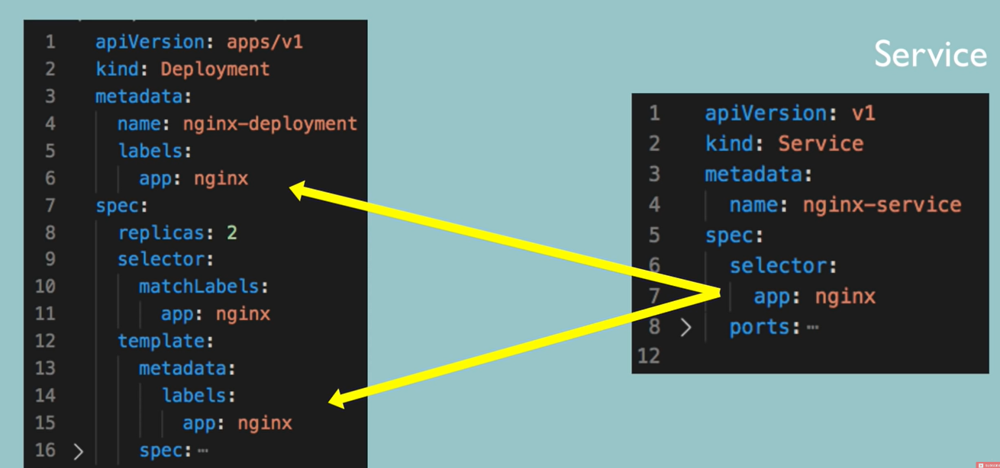 1 apiVersion: apps/v1
2 kind: Deployment
3 metadata:
4 name: nginx-deployment
5 labels:
6 app: nginx
7 spec:
8 replicas: 2
9 selector:
10 matchLabels:
11 app: nginx
12 template:
13 metadata:
14 labels:
15 app: nginx
16 > spec:⋯
Service
1 apiVersion: v1
2 kind: Service
3 metadata:
4 name: nginx-service
5 spec:
6 selector:
7 app: nginx
8 > ports:⋯
12